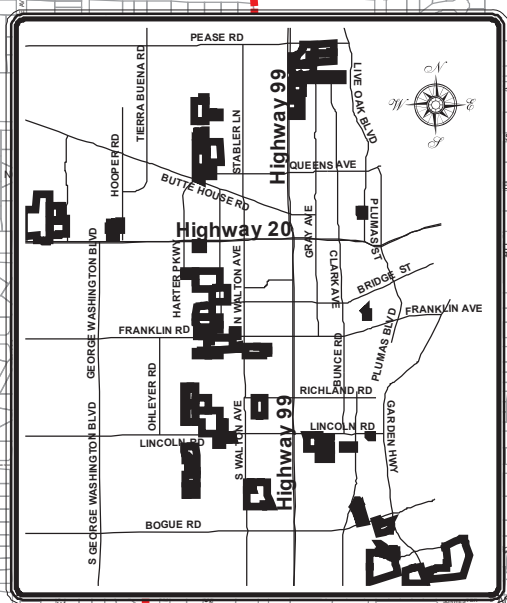 PEASE RD
TIERRA BUENA RD
HOOPER RD
STABLER LN
Highway 99
LIVE OAK BLVD
N
W
E
S
QUEENS AVE
BUTTE HOUSE RD
Highway 20
GRAY AVE
PLUMAS ST
GEORGE WASHINGTON BLVD
HARTER PKWY
N WALTON AVE
CLARK AVE
BRIDGE ST
FRANKLIN AVE
FRANKLIN RD
BUNCE RD
PLUMAS BLVD
OHLEYER RD
RICHLAND RD
S WALTON AVE
Highway 99
LINCOLN RD
LINCOLN RD
GARDEN HWY
S GEORGE WASHINGTON BLVD
BOGUE RD